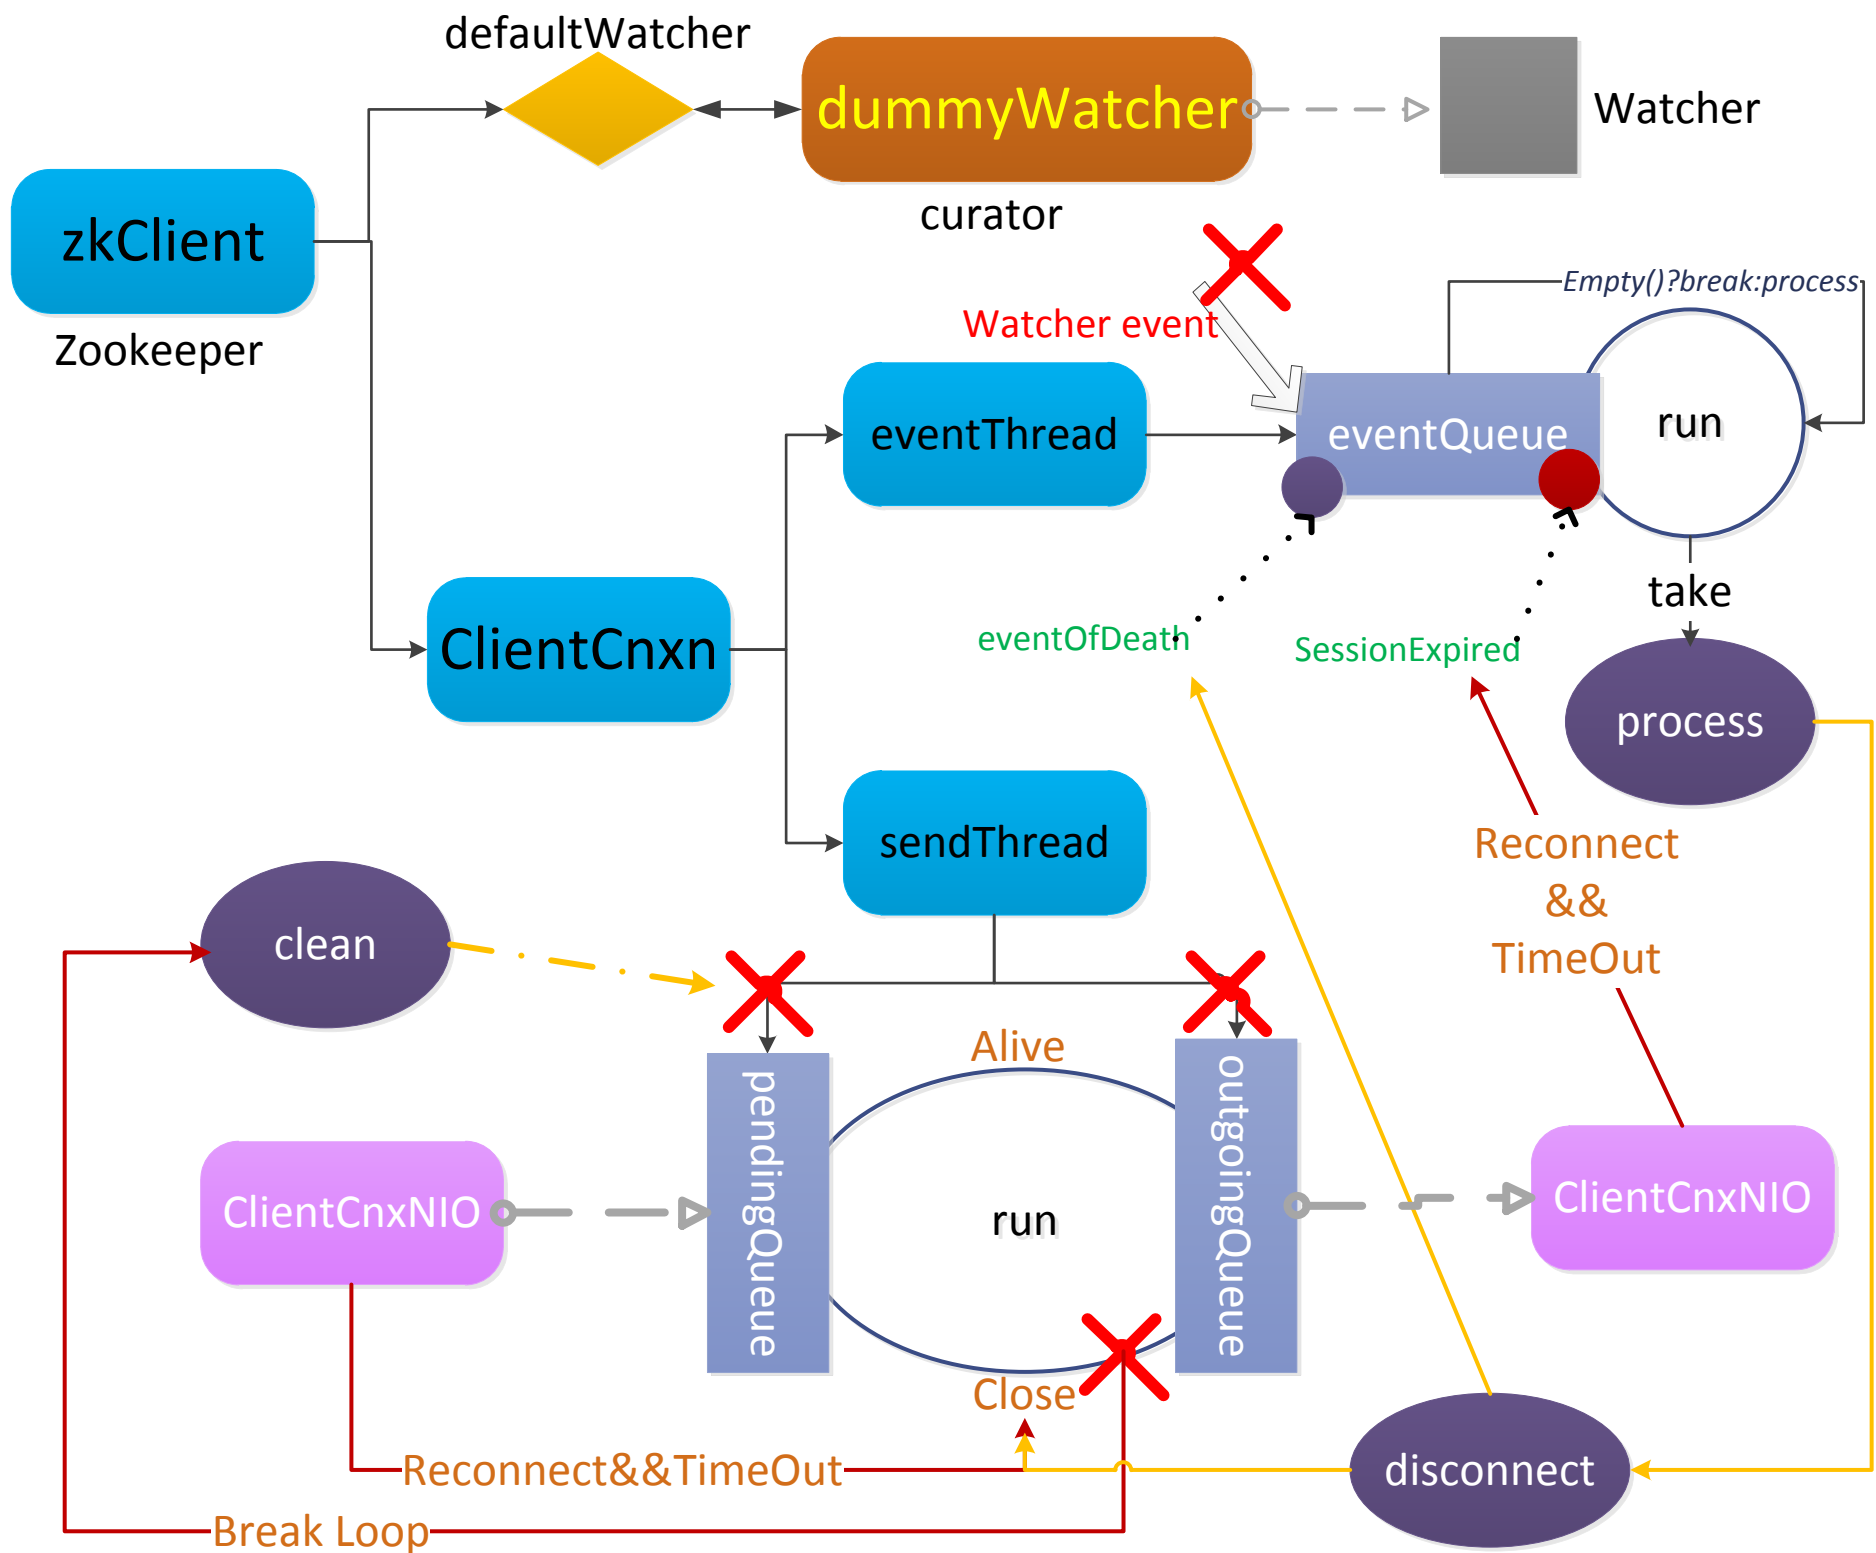 defaultWatcher
dummyWatcher
Watcher
curator
zkClient
Zookeeper
Empty()?break:process
Watcher event
eventThread
eventQueue
run
take
eventOfDeath
SessionExpired
ClientCnxn
process
sendThread
Reconnect
&&
TimeOut
clean
Alive
pendingQueue
outgoingQueue
ClientCnxNIO
run
ClientCnxNIO
Close
Reconnect&&TimeOut
disconnect
Break Loop